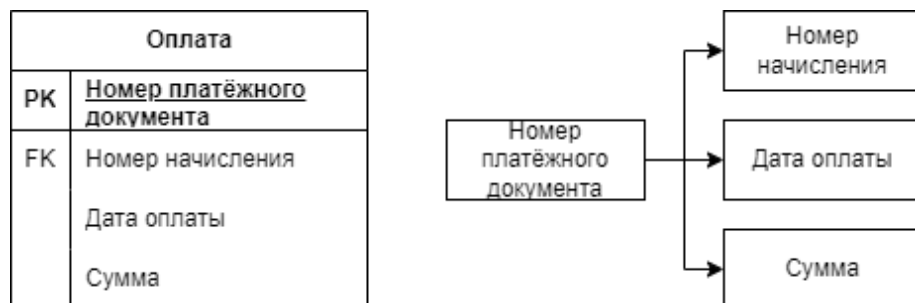 Оплата
PK
Номер платёжного
документа
FK
Номер начисления
Дата оплаты
Сумма
Номер
платёжного
документа
Номер
начисления
Дата оплаты
Сумма